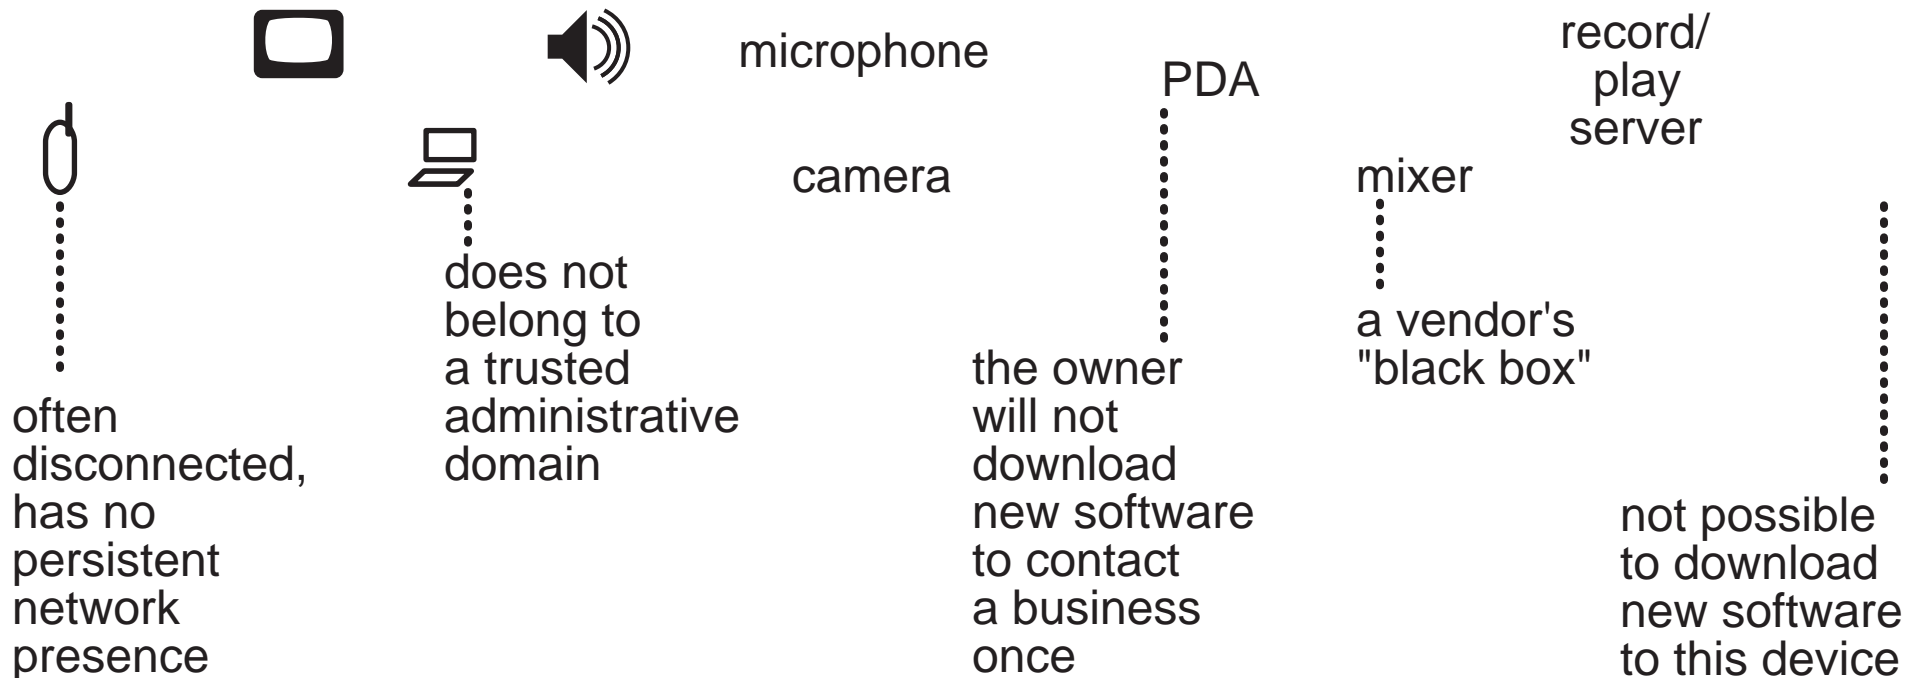 microphone
PDA
record/
play
server
camera
mixer
does not
belong to
a trusted
administrative
domain
a vendor's
"black box"
the owner
will not
download
new software
to contact
a business
once
often
disconnected,
has no
persistent
network
presence
not possible
to download
new software
to this device